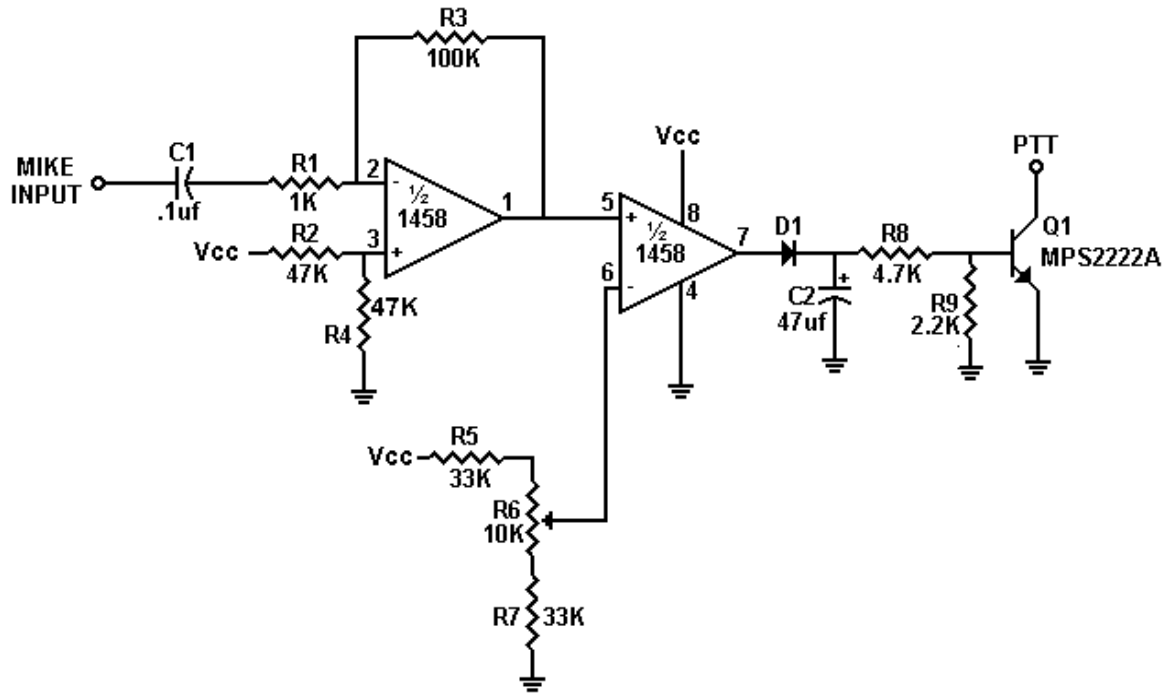 R3
100K
MIKE
INPUT
C1
.1uf
R1
1K
2
-
½
1458
1
3
+
Vcc
R2
47K
47K
R4
Vcc
8
5
+
½
1458
7
6
-
4
D1
C2
+
47uf
R8
4.7K
R9
2.2K
PTT
Q1
MPS2222A
Vcc
R5
33K
R6
10K
R7
33K